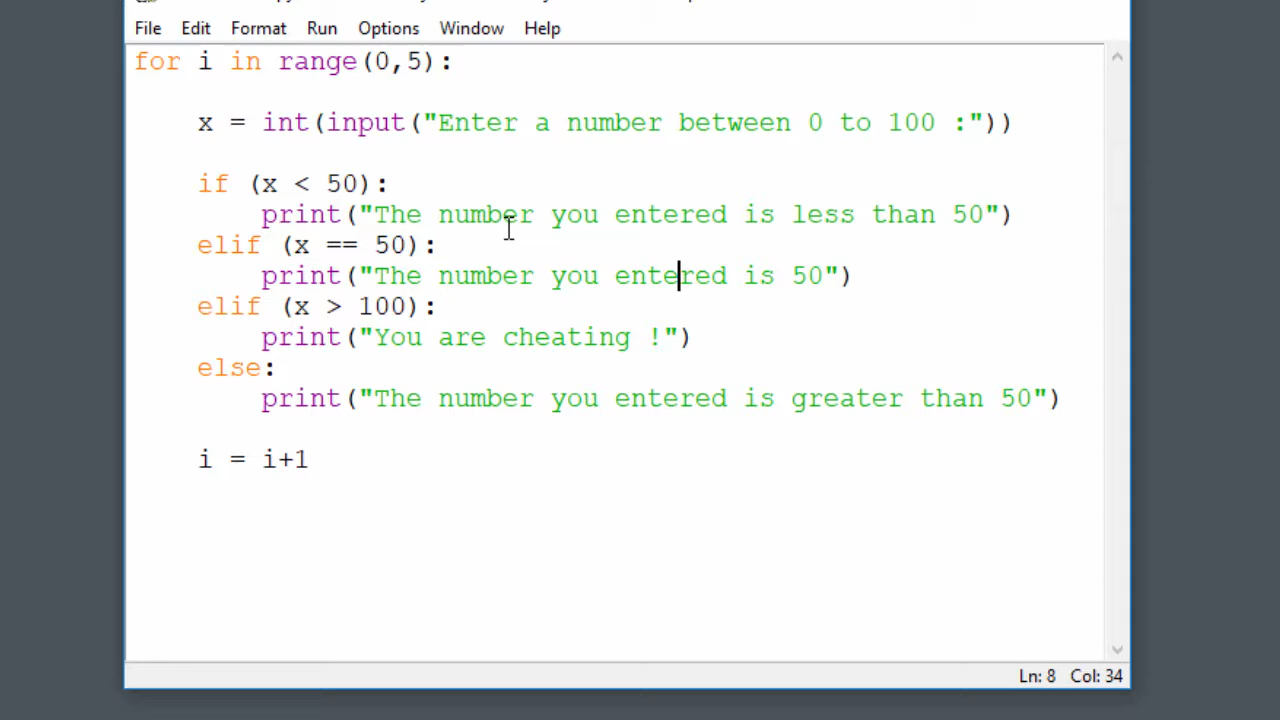 File Edit Format Run Options Window Help
for i in range(0,5):
x = int(input("Enter a number between 0 to 100 :"))
if (x < 50):
print("The number you entered is less than 50")
elif (x == 50):
print("The number you entered is 50")
elif (x > 100):
print("You are cheating !")
else:
print("The number you entered is greater than 50")
i = i+1
Ln: 8 Col: 34